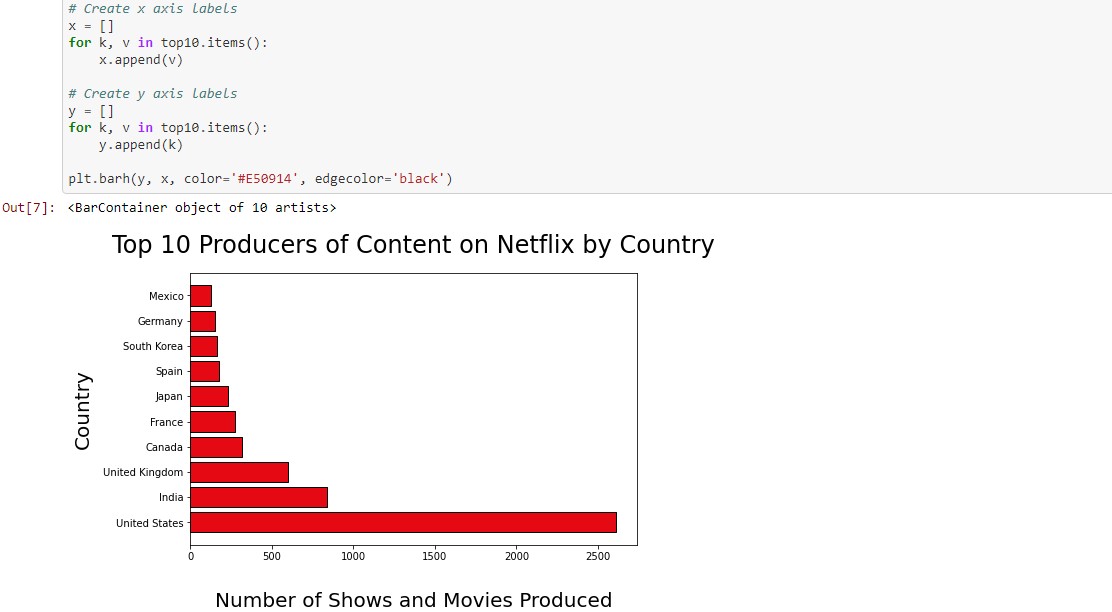 # Create x axis labels
x = []
for k, v in top10.items():
    x.append(v)
# Create y axis labels
y = []
for k, v in top10.items():
    y.append(k)
plt.barh(y, x, color='#E50914', edgecolor='black')
Out[7]: <BarContainer object of 10 artists>
Top 10 Producers of Content on Netflix by Country
Country
Mexico
Germany
South Korea
Spain
Japan
France
Canada
United Kingdom
India
United States
0 500 1000 1500 2000 2500
Number of Shows and Movies Produced